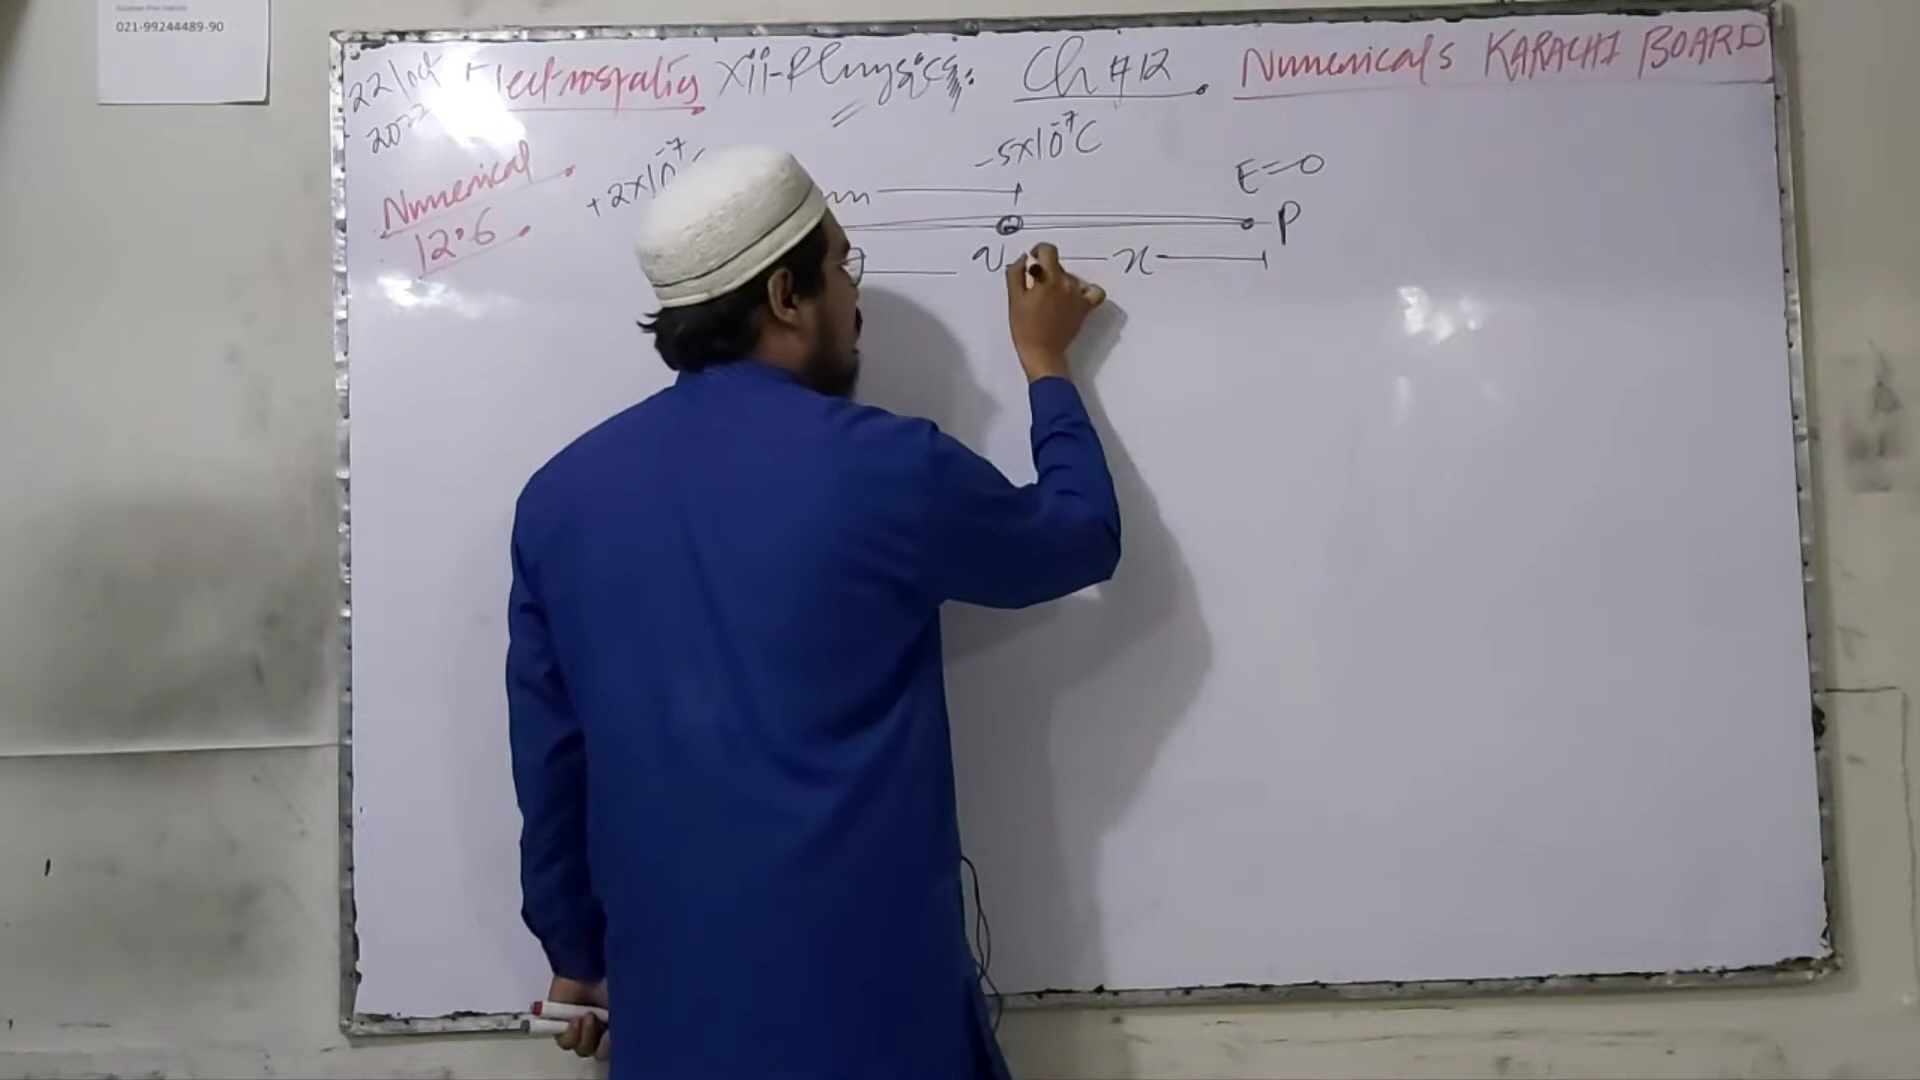 021-99244489-90
22 Oct Electrostatics XII-Physics: Ch # 12. Numericals KARACHI BOARD
2022
Numerical
12.6
+2x10⁻⁷
-5x10⁻⁷C
E=0
m
P
r
x